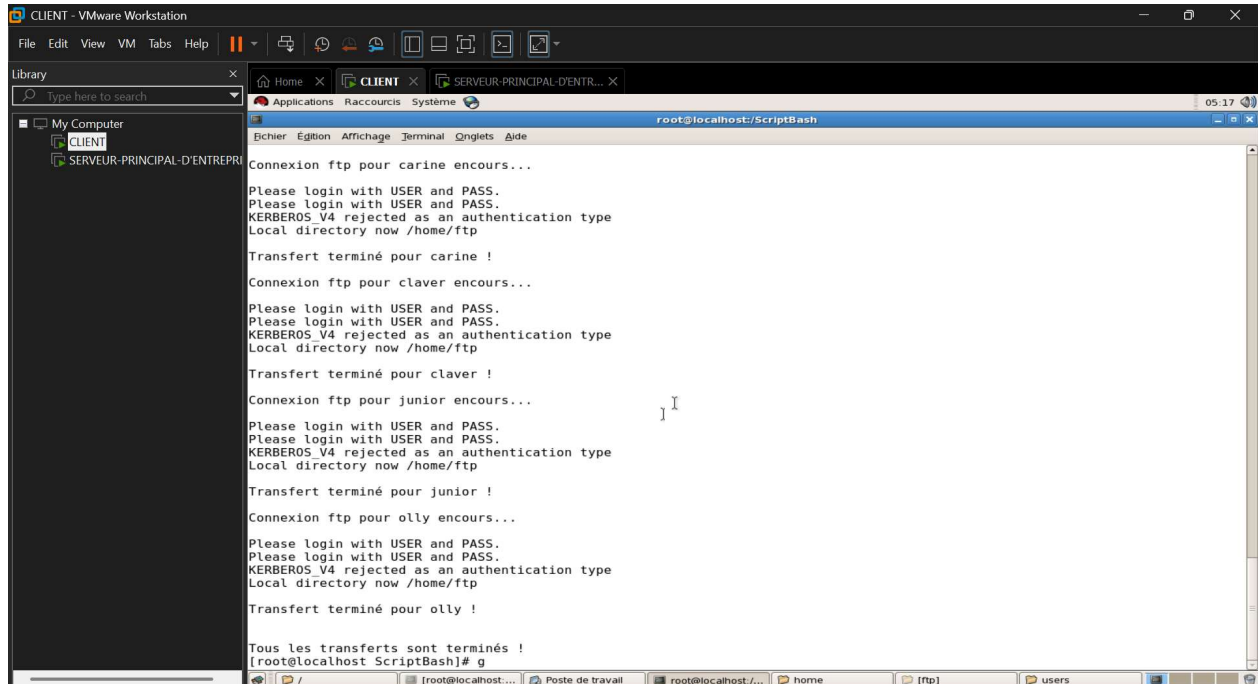 CLIENT - VMware Workstation
File Edit View VM Tabs Help
Library
Type here to search
My Computer
CLIENT
SERVEUR-PRINCIPAL-D'ENTREPRI
Home CLIENT SERVEUR-PRINCIPAL-D'ENTR...
Applications Raccourcis Système 05:17
root@localhost:/ScriptBash
Fichier Édition Affichage Terminal Onglets Aide
Connexion ftp pour carine encours...
Please login with USER and PASS.
Please login with USER and PASS.
KERBEROS_V4 rejected as an authentication type
Local directory now /home/ftp
Transfert terminé pour carine !
Connexion ftp pour claver encours...
Please login with USER and PASS.
Please login with USER and PASS.
KERBEROS_V4 rejected as an authentication type
Local directory now /home/ftp
Transfert terminé pour claver !
Connexion ftp pour junior encours...
Please login with USER and PASS.
Please login with USER and PASS.
KERBEROS_V4 rejected as an authentication type
Local directory now /home/ftp
Transfert terminé pour junior !
Connexion ftp pour olly encours...
Please login with USER and PASS.
Please login with USER and PASS.
KERBEROS_V4 rejected as an authentication type
Local directory now /home/ftp
Transfert terminé pour olly !
Tous les transferts sont terminés !
[root@localhost ScriptBash]# g
/ [root@localhost:... Poste de travail root@localhost:/... home [ftp] users